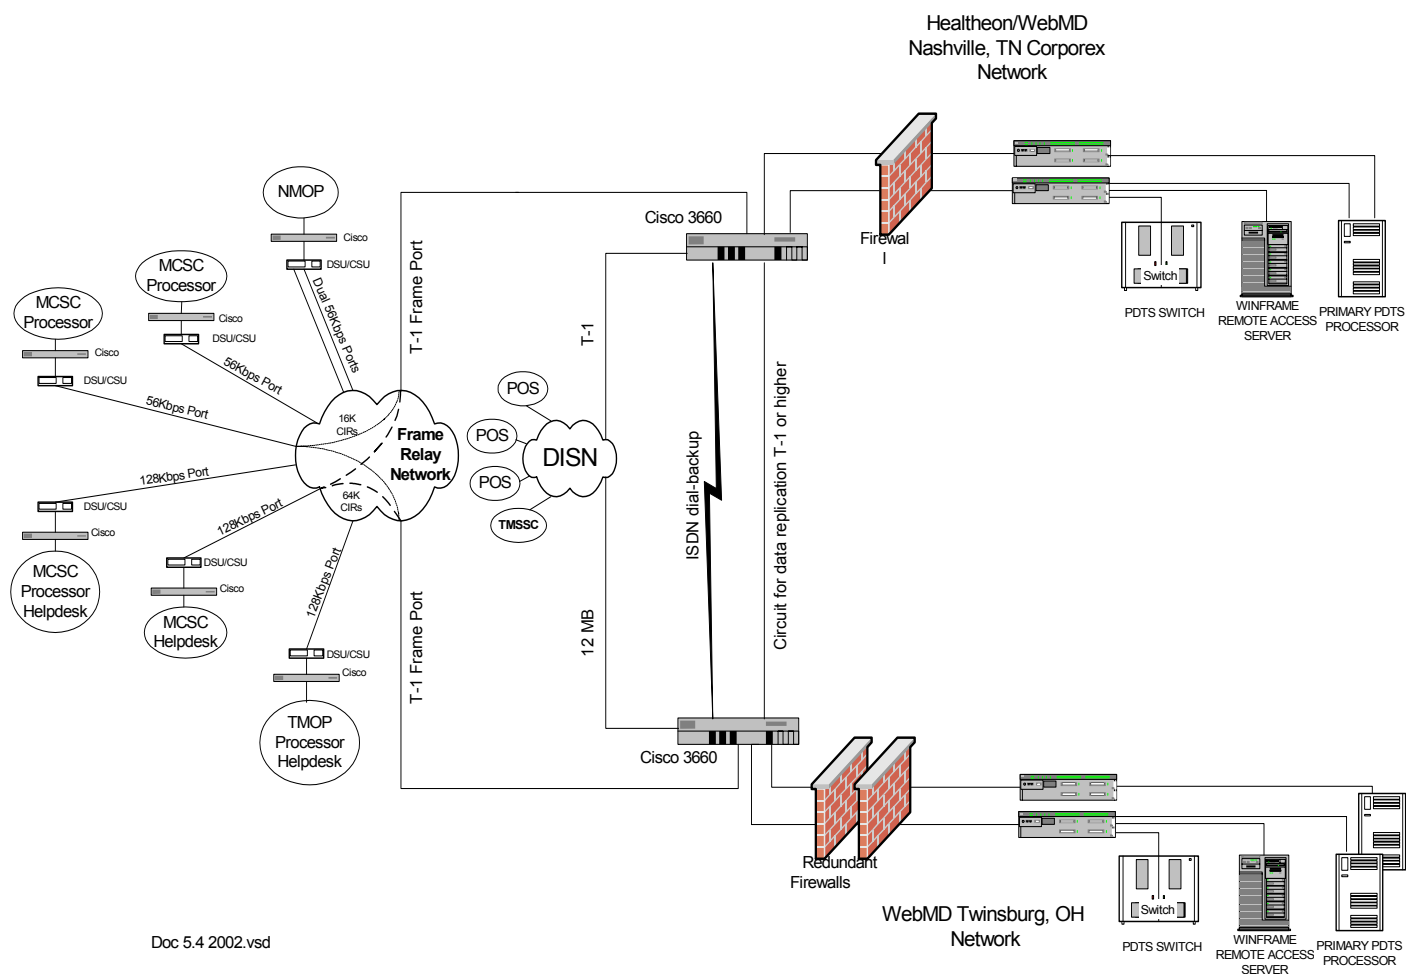 Healtheon/WebMD
Nashville, TN Corporex
Network
NMOP
Cisco
DSU/CSU
Dual 56Kbps Ports
MCSC
Processor
Cisco
DSU/CSU
56Kbps Port
MCSC
Processor
Cisco
DSU/CSU
56Kbps Port
T-1 Frame Port
Cisco 3660
Firewal
l
Switch
PDTS SWITCH
WINFRAME
REMOTE ACCESS
SERVER
PRIMARY PDTS
PROCESSOR
T-1
16K
CIRs
Frame
Relay
Network
64K
CIRs
POS
POS
POS
TMSSC
DISN
ISDN dial-backup
Circuit for data replication T-1 or higher
128Kbps Port
DSU/CSU
Cisco
MCSC
Processor
Helpdesk
128Kbps Port
DSU/CSU
Cisco
MCSC
Helpdesk
128Kbps Port
DSU/CSU
Cisco
TMOP
Processor
Helpdesk
T-1 Frame Port
12 MB
Cisco 3660
Redundant
Firewalls
WebMD Twinsburg, OH
Network
Switch
PDTS SWITCH
WINFRAME
REMOTE ACCESS
SERVER
PRIMARY PDTS
PROCESSOR
Doc 5.4 2002.vsd